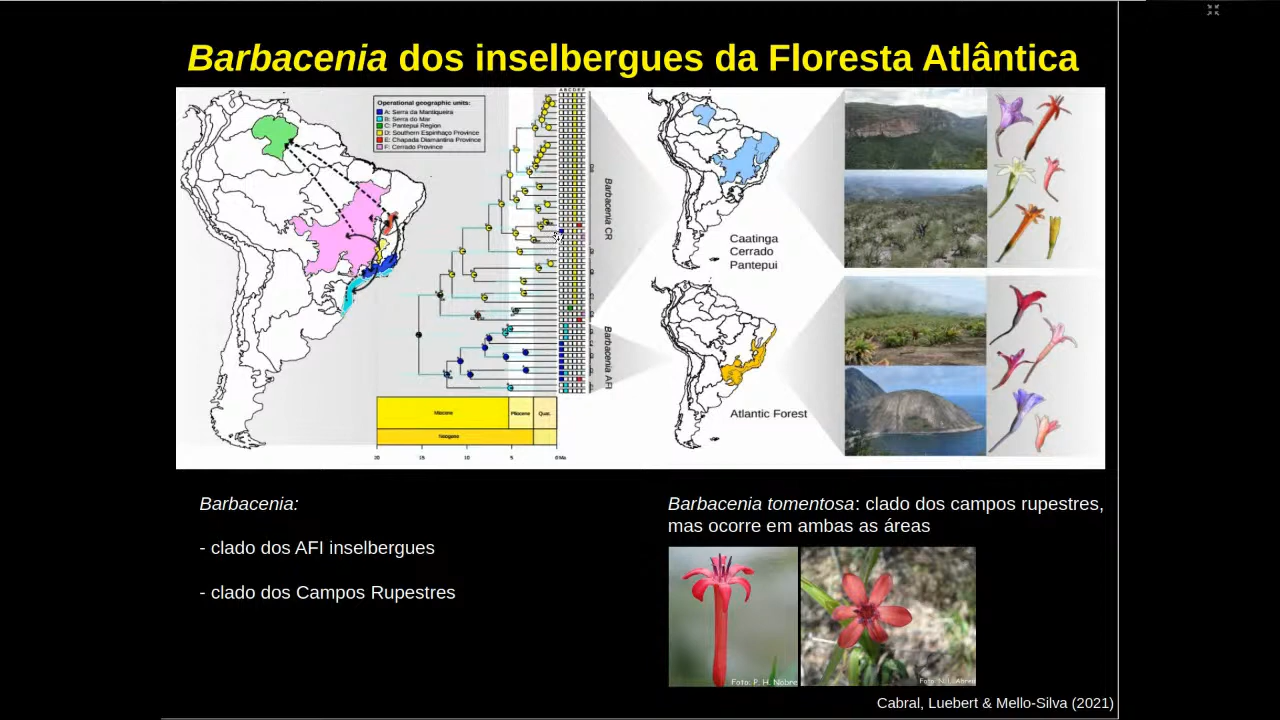 Barbacenia dos inselbergues da Floresta Atlântica
Operational geographic units:
A: Serra da Mantiqueira
B: Serra do Mar
C: Pantepui Region
D: Southern Espinhaço Province
E: Chapada Diamantina Province
F: Cerrado Province
A B C D E F
Barbacenia CR
Barbacenia AFI
Miocene
Pliocene
Quat.
Neogene
20 15 10 5 0 Ma
Caatinga
Cerrado
Pantepui
Atlantic Forest
Barbacenia:
- clado dos AFI inselbergues
- clado dos Campos Rupestres
Barbacenia tomentosa: clado dos campos rupestres,
mas ocorre em ambas as áreas
Foto: P. H. Nobre
Foto: N. L. Abreu
Cabral, Luebert & Mello-Silva (2021)